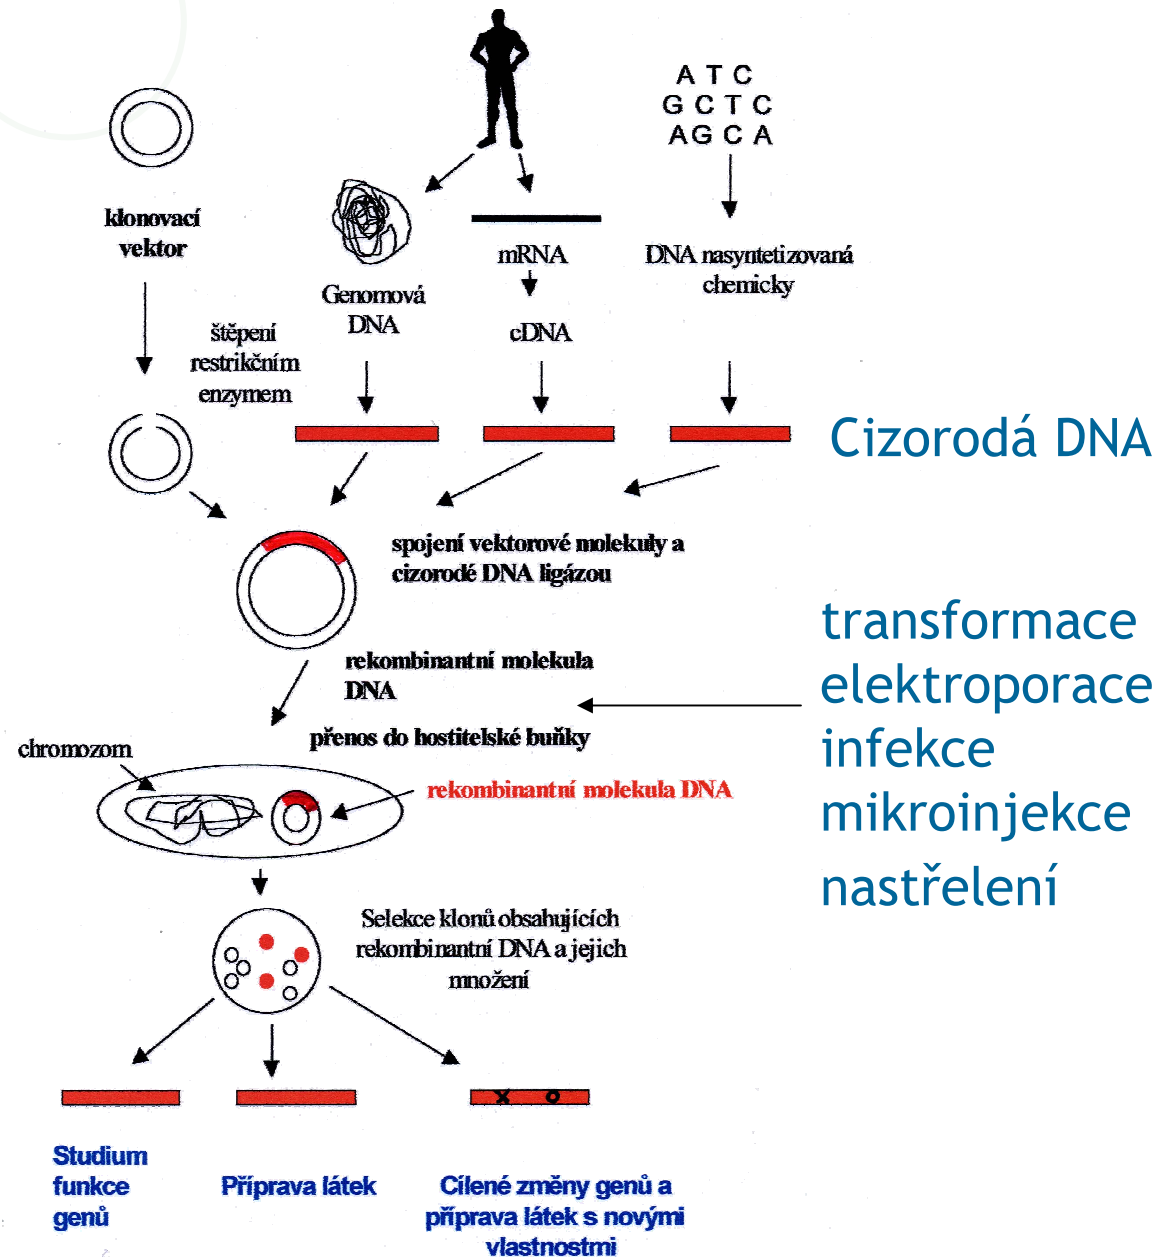 A T C
G C T C
A G C A
klonovací
vektor
mRNA
DNA nasyntetizovaná
chemicky
Genomová
DNA
cDNA
štěpení
restrikčním
enzymem
Cizorodá DNA
spojení vektorové molekuly a
cizorodé DNA ligázou
rekombinantní molekula
DNA
přenos do hostitelské buňky
transformace
elektroporace
infekce
mikroinjekce
nastřelení
chromozom
rekombinantní molekula DNA
Selekce klonů obsahujících
rekombinantní DNA a jejich
množení
x o
Studium
funkce
genů
Příprava látek
Cílené změny genů a
příprava látek s novými
vlastnostmi